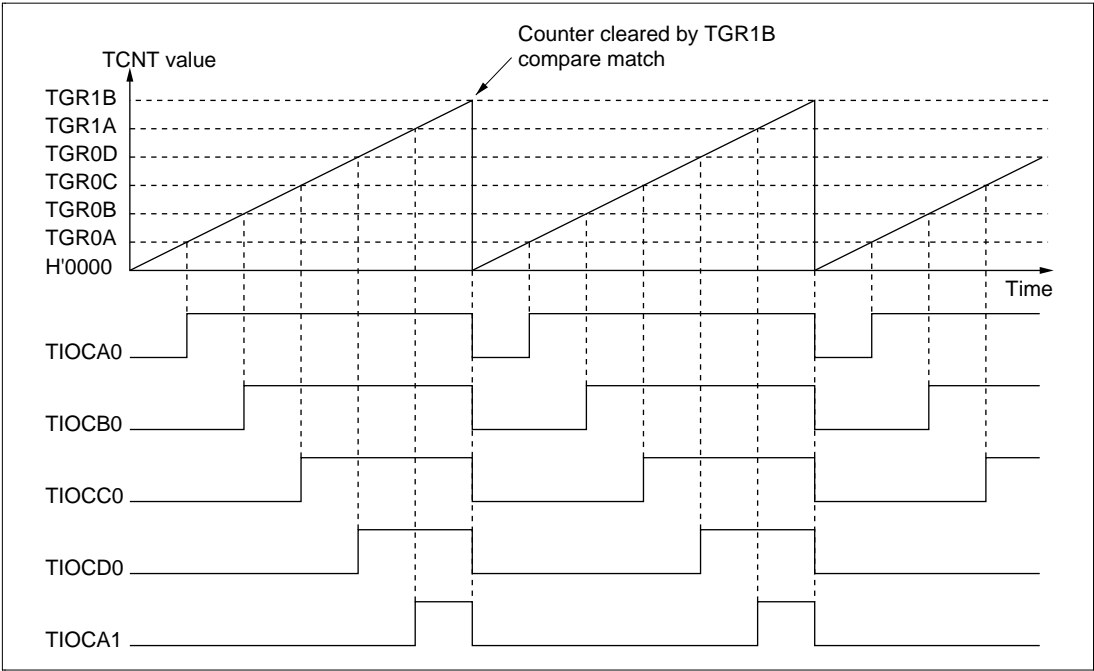 Counter cleared by TGR1B
compare match
TCNT value
TGR1B
TGR1A
TGR0D
TGR0C
TGR0B
TGR0A
H'0000
Time
TIOCA0
TIOCB0
TIOCC0
TIOCD0
TIOCA1